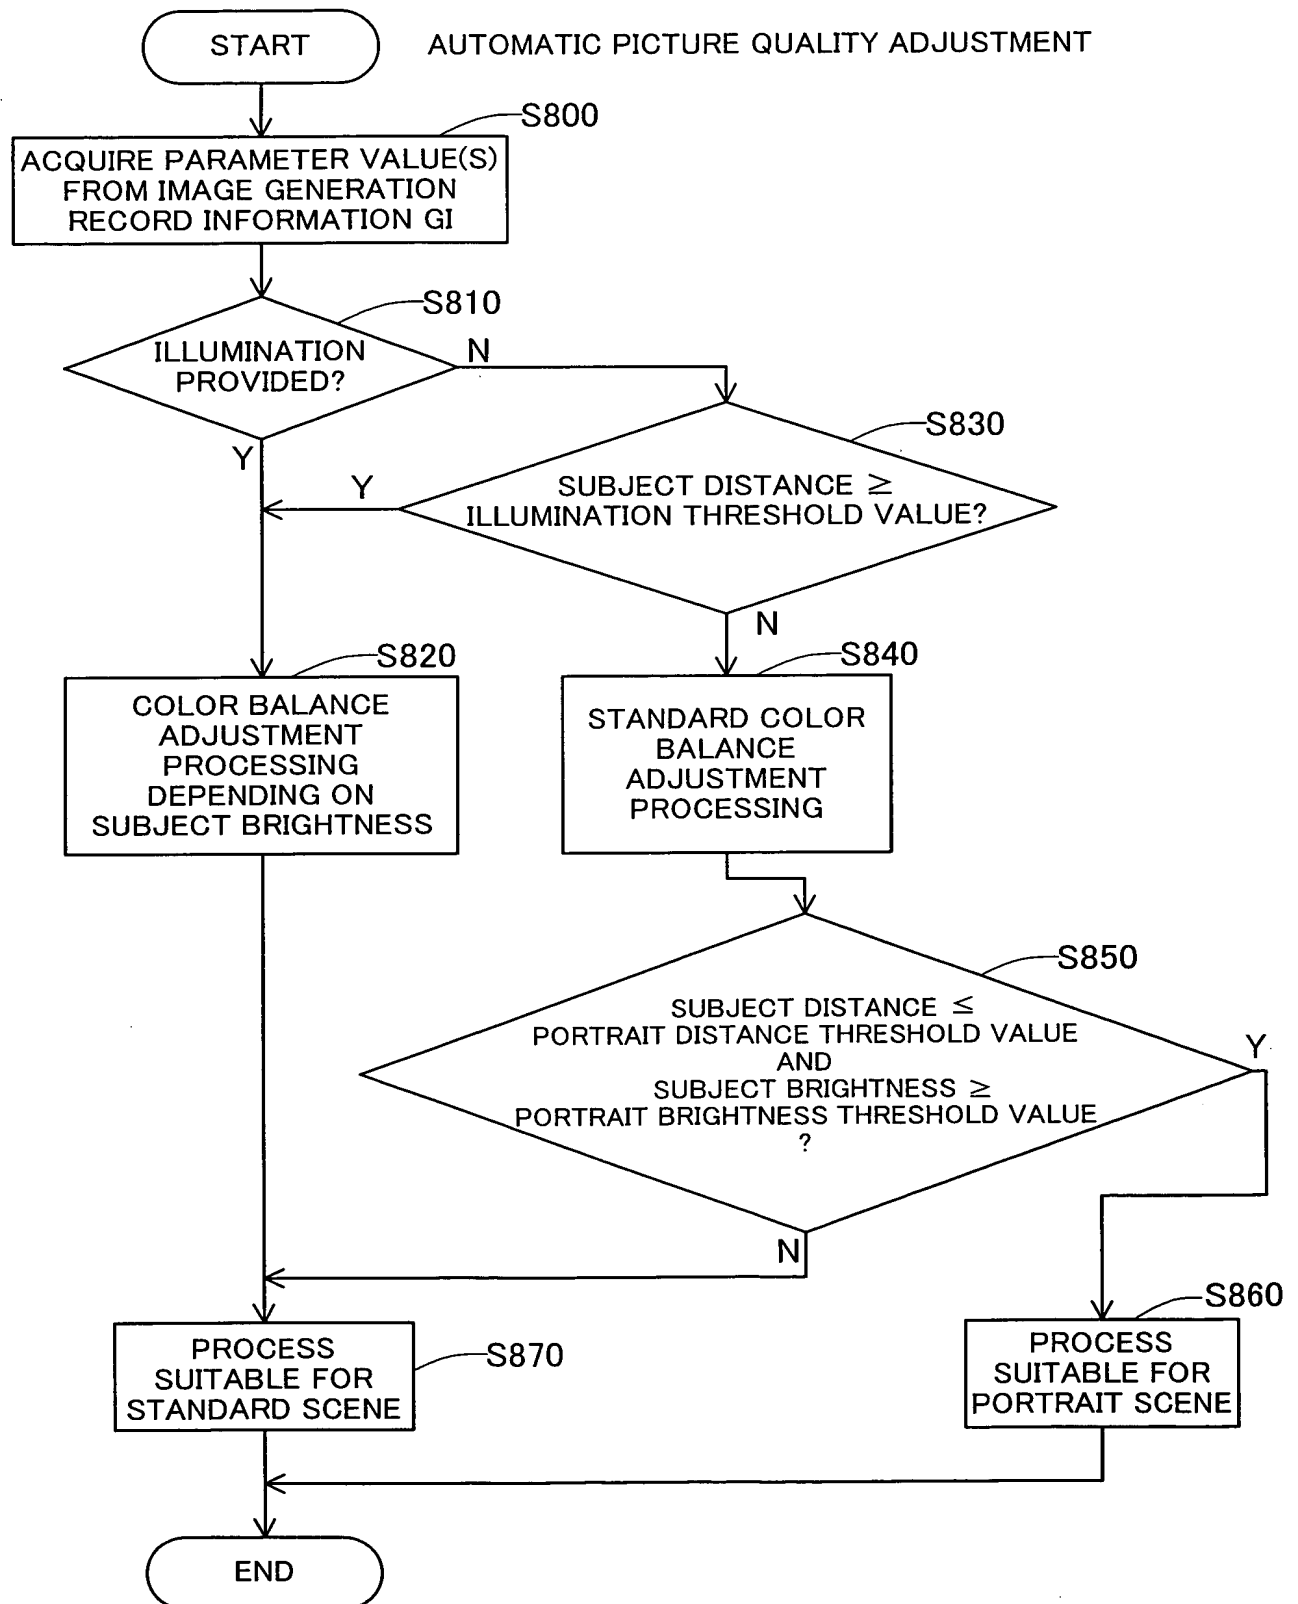 START
AUTOMATIC PICTURE QUALITY ADJUSTMENT
S800
ACQUIRE PARAMETER VALUE(S)
FROM IMAGE GENERATION
RECORD INFORMATION GI
S810
ILLUMINATION
PROVIDED?
N
Y
S830
SUBJECT DISTANCE ≧
ILLUMINATION THRESHOLD VALUE?
Y
N
S820
COLOR BALANCE
ADJUSTMENT
PROCESSING
DEPENDING ON
SUBJECT BRIGHTNESS
S840
STANDARD COLOR
BALANCE
ADJUSTMENT
PROCESSING
S850
SUBJECT DISTANCE ≦
PORTRAIT DISTANCE THRESHOLD VALUE
AND
SUBJECT BRIGHTNESS ≧
PORTRAIT BRIGHTNESS THRESHOLD VALUE
?
Y
N
S860
PROCESS
SUITABLE FOR
PORTRAIT SCENE
S870
PROCESS
SUITABLE FOR
STANDARD SCENE
END